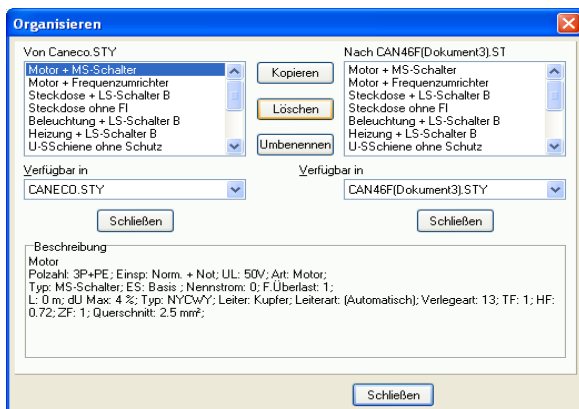 Organisieren
Von Caneco.STY
Nach CAN46F(Dokument3).ST
Motor + MS-Schalter
Motor + Frequenzumrichter
Steckdose + LS-Schalter B
Steckdose ohne FI
Beleuchtung + LS-Schalter B
Heizung + LS-Schalter B
U-SSchiene ohne Schutz
Kopieren
Löschen
Umbenennen
Motor + MS-Schalter
Motor + Frequenzumrichter
Steckdose + LS-Schalter B
Steckdose ohne FI
Beleuchtung + LS-Schalter B
Heizung + LS-Schalter B
U-SSchiene ohne Schutz
Verfügbar in
Verfügbar in
CANECO.STY
CAN46F(Dokument3).STY
Schließen
Schließen
Beschreibung
Motor
Polzahl: 3P+PE; Einsp: Norm. + Not; UL: 50V; Art: Motor;
Typ: MS-Schalter; ES: Basis ; Nennstrom: 0; F.Überlast: 1;
L: 0 m; dU Max: 4 %; Typ: NYCWY; Leiter: Kupfer; Leiterart: (Automatisch); Verlegeart: 13; TF: 1; HF:
0.72; ZF: 1; Querschnitt: 2.5 mm²;
Schließen